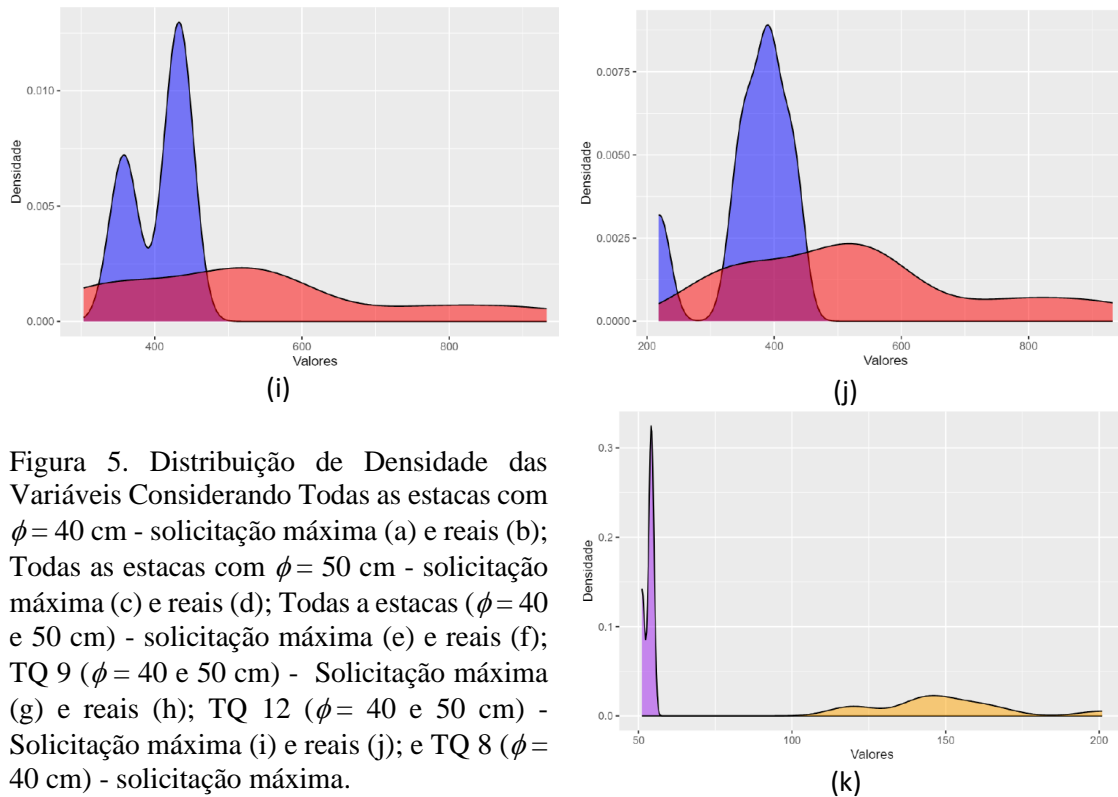 0.010
0.005
0.000
Densidade
400
600
800
Valores
(i)
0.0075
0.0050
0.0025
0.0000
Densidade
200
400
600
800
Valores
(j)
Figura 5. Distribuição de Densidade das
Variáveis Considerando Todas as estacas com
ϕ = 40 cm - solicitação máxima (a) e reais (b);
Todas as estacas com ϕ = 50 cm - solicitação
máxima (c) e reais (d); Todas a estacas (ϕ = 40
e 50 cm) - solicitação máxima (e) e reais (f);
TQ 9 (ϕ = 40 e 50 cm) - Solicitação máxima
(g) e reais (h); TQ 12 (ϕ = 40 e 50 cm) -
Solicitação máxima (i) e reais (j); e TQ 8 (ϕ =
40 cm) - solicitação máxima.
0.3
0.2
0.1
0.0
Densidade
50
100
150
200
Valores
(k)